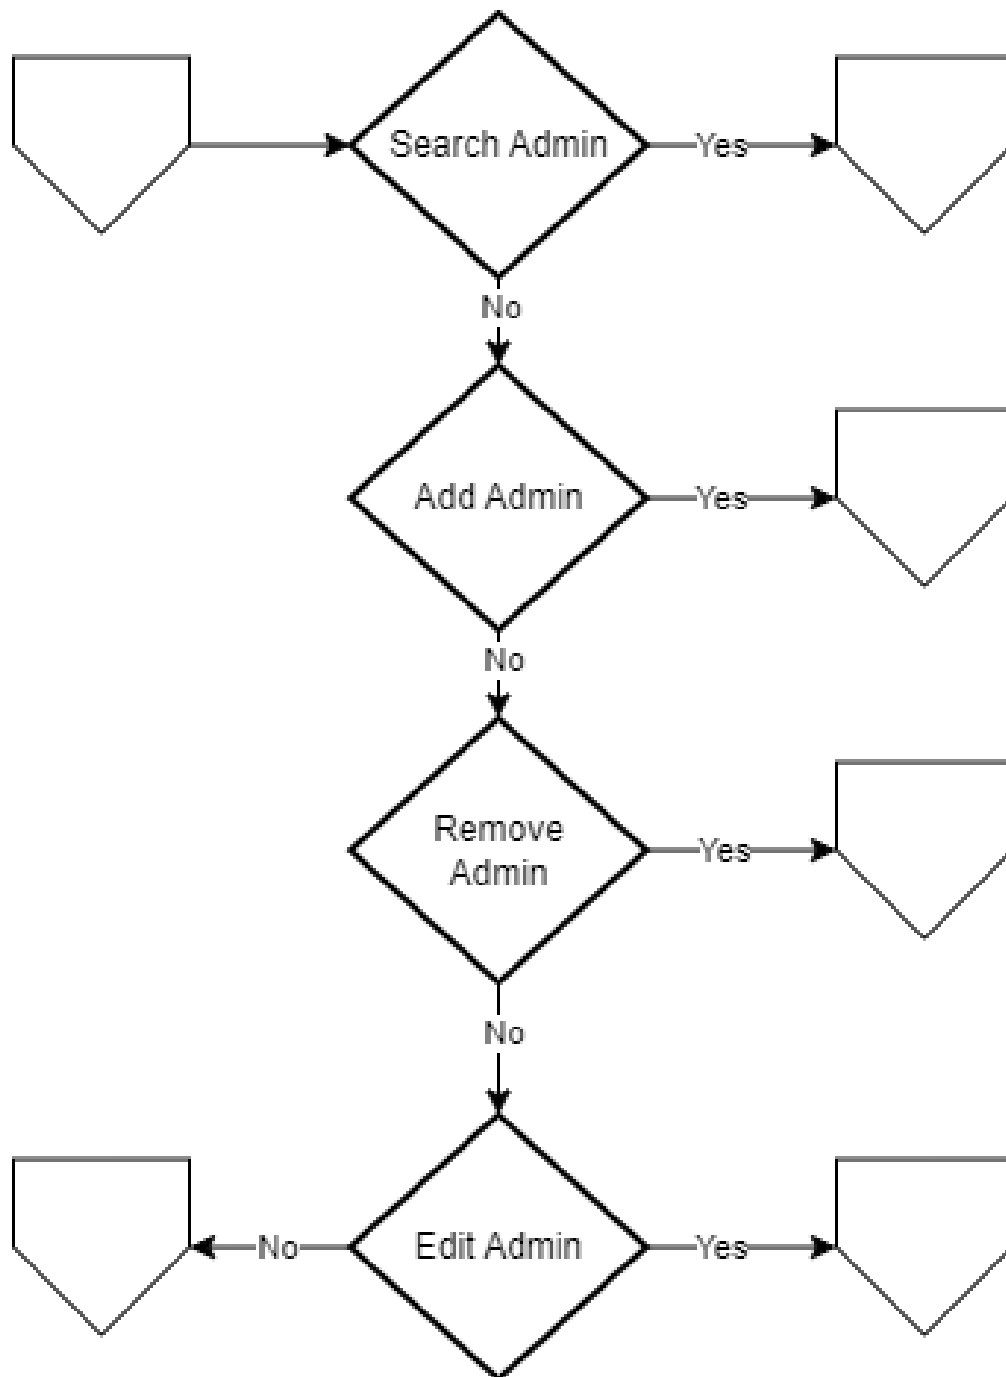 Search Admin
Yes
No
Add Admin
Yes
No
Remove
Admin
Yes
No
No
Edit Admin
Yes